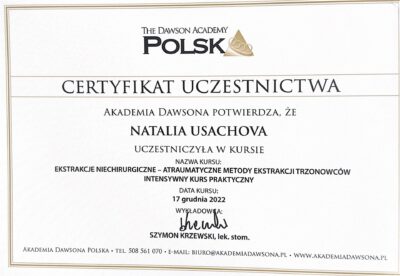 THE DAWSON ACADEMY
POLSKA
CERTYFIKAT UCZESTNICTWA
AKADEMIA DAWSONA POTWIERDZA, ŻE
NATALIA USACHOVA
UCZESTNICZYŁA W KURSIE
NAZWA KURSU:
EKSTRAKCJE NIECHIRURGICZNE – ATRAUMATYCZNE METODY EKSTRAKCJI TRZONOWCÓW
INTENSYWNY KURS PRAKTYCZNY
DATA KURSU:
17 grudnia 2022
WYKŁADOWCA:
SZYMON KRZEWSKI, lek. stom.
AKADEMIA DAWSONA POLSKA • TEL. 508 561 070 • E-MAIL: BIURO@AKADEMIADAWSONA.PL • WWW.AKADEMIADAWSONA.PL